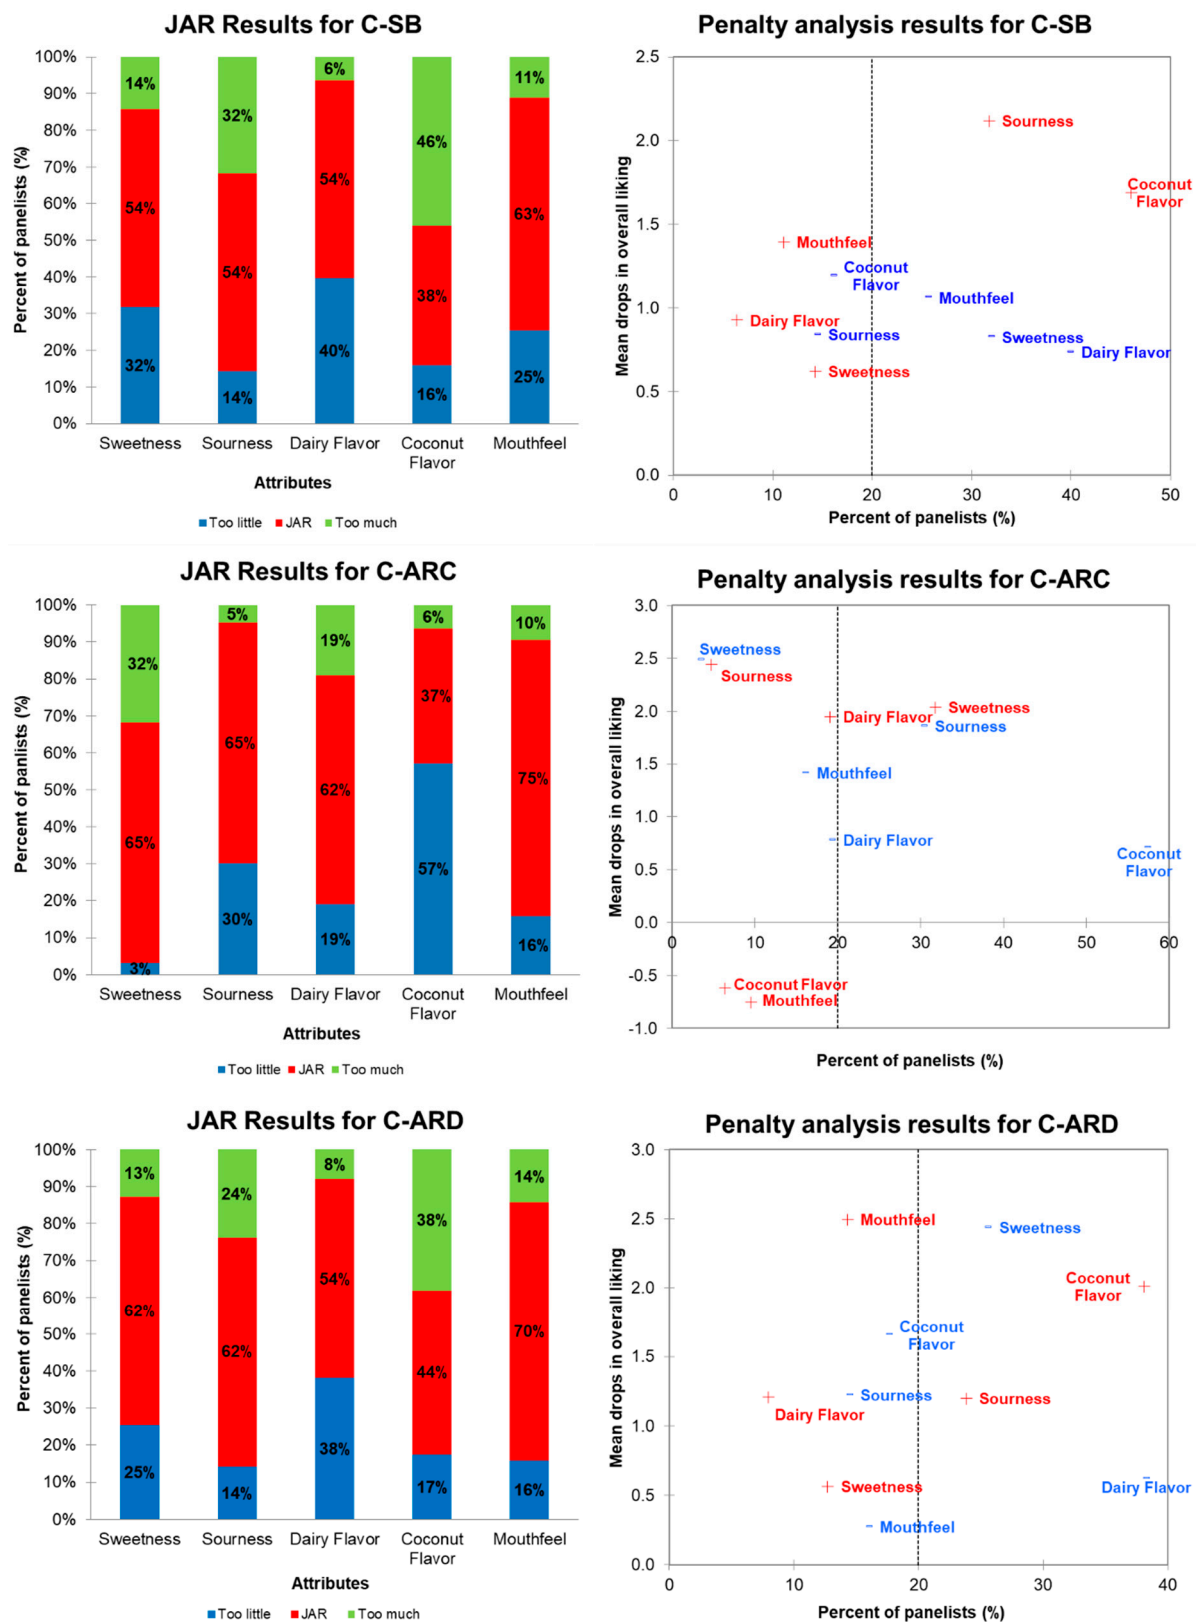 JAR Results for C-SB
100%
90%
80%
70%
60%
50%
40%
30%
20%
10%
0%
Percent of panelists (%)
14%
32%
6%
46%
11%
54%
54%
54%
38%
63%
32%
14%
40%
16%
25%
Sweetness Sourness Dairy Flavor Coconut Flavor Mouthfeel
Attributes
Too little JAR Too much
Penalty analysis results for C-SB
2.5
2.0
1.5
1.0
0.5
0.0
Mean drops in overall liking
Sourness
Coconut
Flavor
Mouthfeel
Coconut
Flavor
Mouthfeel
Dairy Flavor
Sourness
Sweetness
Dairy Flavor
Sweetness
0 10 20 30 40 50
Percent of panelists (%)
JAR Results for C-ARC
100%
90%
80%
70%
60%
50%
40%
30%
20%
10%
0%
Percent of panlists (%)
32%
5%
19%
6%
10%
65%
65%
62%
37%
75%
3%
30%
19%
57%
16%
Sweetness Sourness Dairy Flavor Coconut Flavor Mouthfeel
Attributes
Too little JAR Too much
Penalty analysis results for C-ARC
3.0
2.5
2.0
1.5
1.0
0.5
0.0
-0.5
-1.0
Mean drops in overall liking
Sweetness
Sourness
Dairy Flavor
Sweetness
Sourness
Mouthfeel
Dairy Flavor
Coconut
Flavor
0 10 20 30 40 50 60
Coconut Flavor
Mouthfeel
Percent of panelists (%)
JAR Results for C-ARD
100%
90%
80%
70%
60%
50%
40%
30%
20%
10%
0%
Percent of panelists (%)
13%
24%
8%
38%
14%
62%
62%
54%
44%
70%
25%
14%
38%
17%
16%
Sweetness Sourness Dairy Flavor Coconut Flavor Mouthfeel
Attributes
Too little JAR Too much
Penalty analysis results for C-ARD
3.0
2.5
2.0
1.5
1.0
0.5
0.0
Mean drops in overall liking
Mouthfeel
Sweetness
Coconut
Flavor
Coconut
Flavor
Sourness
Sourness
Dairy Flavor
Sweetness
Dairy Flavor
Mouthfeel
0 10 20 30 40
Percent of panelists (%)